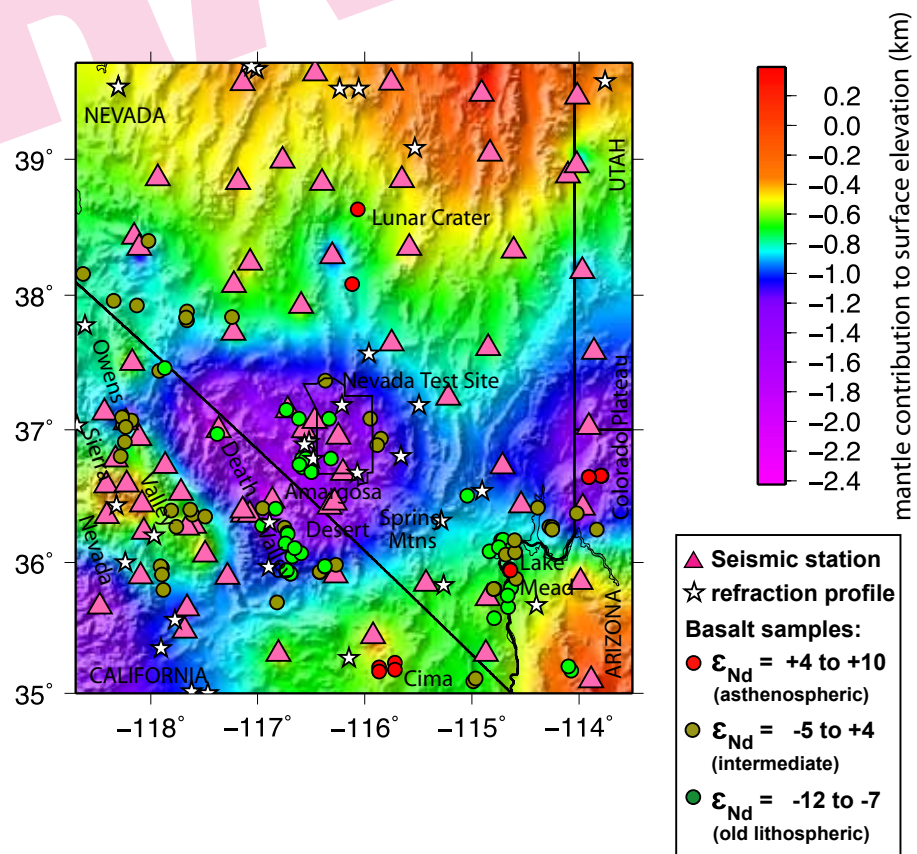 NEVADA
UTAH
Lunar Crater
Nevada Test Site
Owens
Valley
Sierra
Nevada
Death
Valley
Amargosa
Desert
Spring
Mtns
Colorado Plateau
Lake
Mead
ARIZONA
CALIFORNIA
Cima
39°
38°
37°
36°
35°
−118° −117° −116° −115° −114°
0.2
0.0
−0.2
−0.4
−0.6
−0.8
−1.0
−1.2
−1.4
−1.6
−1.8
−2.0
−2.2
−2.4
mantle contribution to surface elevation (km)
Seismic station
refraction profile
Basalt samples:
εNd = +4 to +10
(asthenospheric)
εNd = -5 to +4
(intermediate)
εNd = -12 to -7
(old lithospheric)